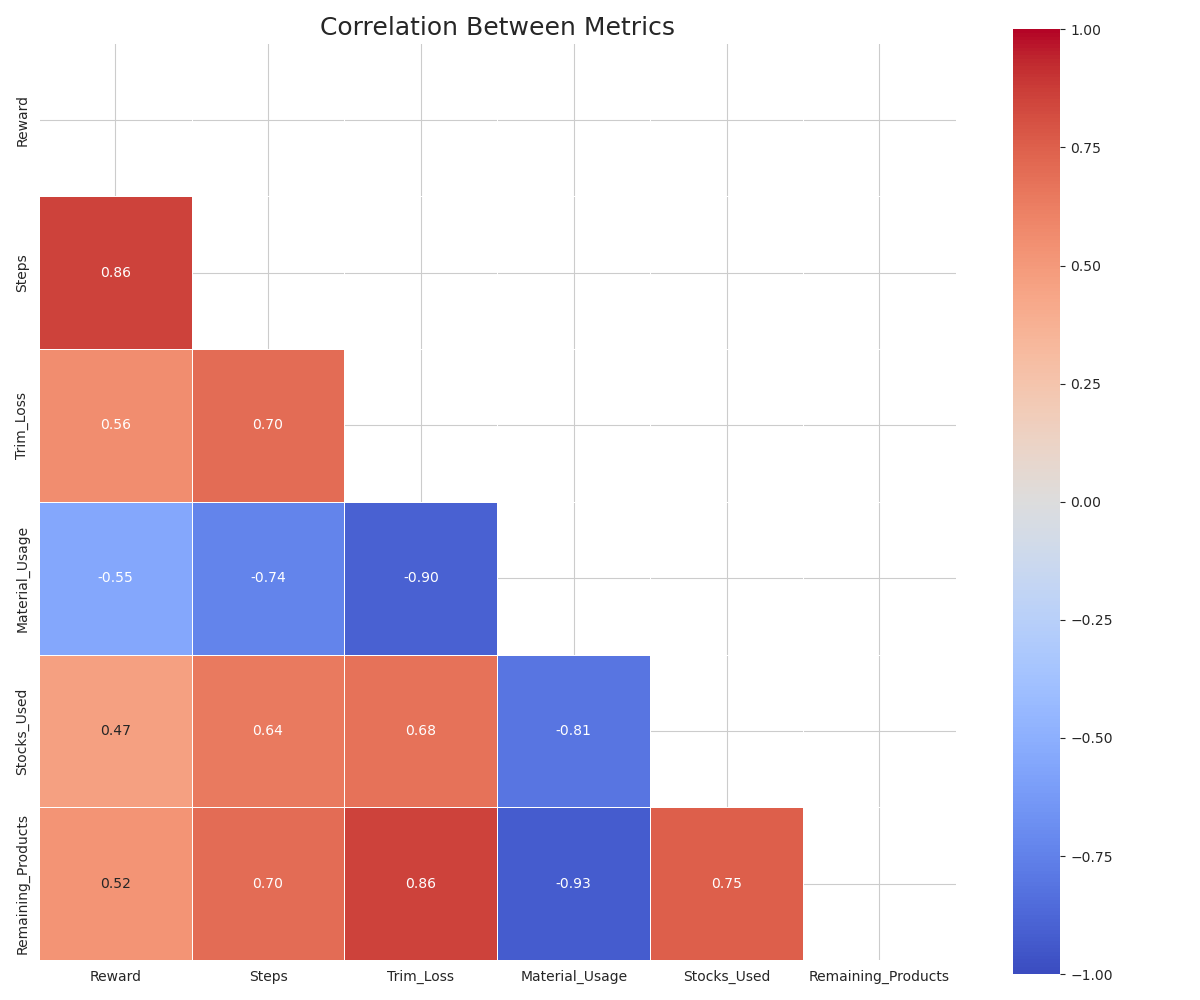 Correlation Between Metrics
Reward
Steps
0.86
Trim_Loss
0.56 0.70
Material_Usage
-0.55 -0.74 -0.90
Stocks_Used
0.47 0.64 0.68 -0.81
Remaining_Products
0.52 0.70 0.86 -0.93 0.75
Reward Steps Trim_Loss Material_Usage Stocks_Used Remaining_Products
1.00
0.75
0.50
0.25
0.00
−0.25
−0.50
−0.75
−1.00